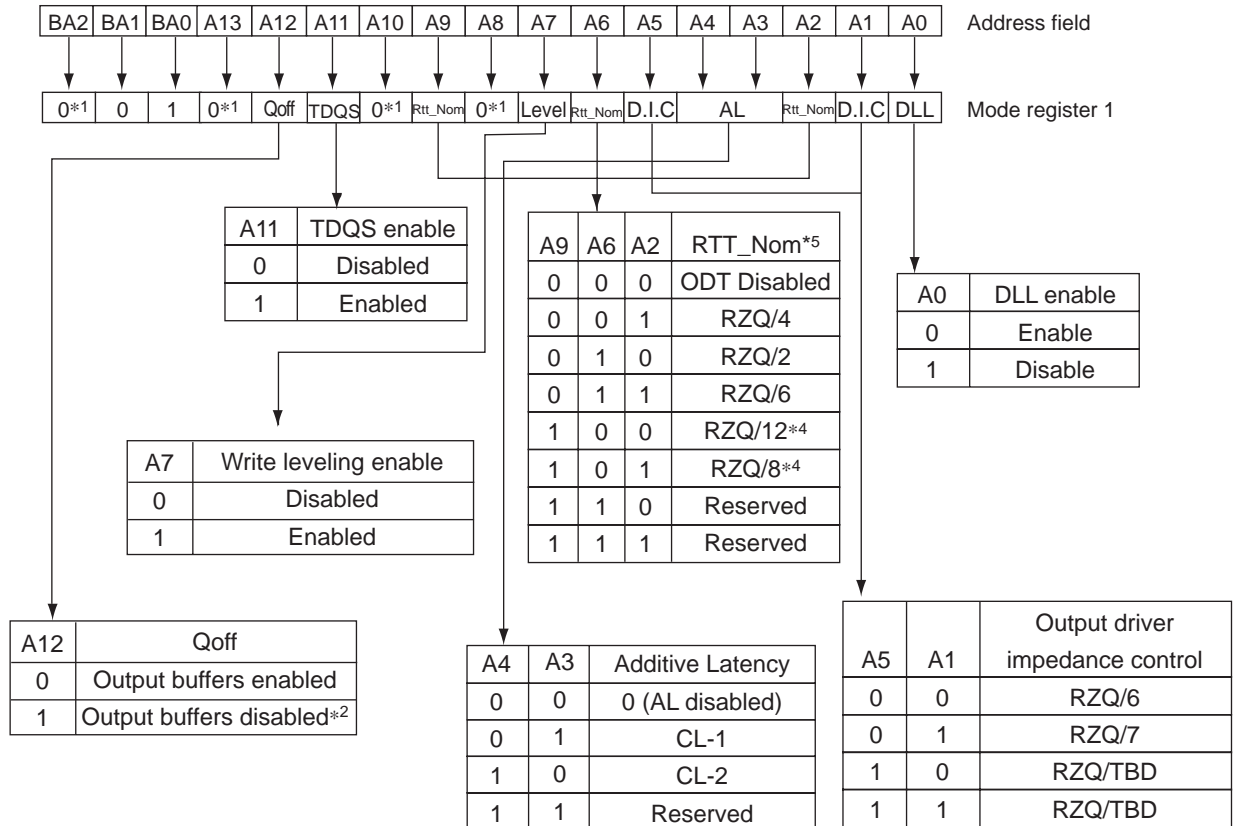 BA2 BA1 BA0 A13 A12 A11 A10 A9 A8 A7 A6 A5 A4 A3 A2 A1 A0 Address field
0*1 0 1 0*1 Qoff TDQS 0*1 Rtt_Nom 0*1 Level Rtt_Nom D.I.C AL Rtt_Nom D.I.C DLL Mode register 1
A11 TDQS enable
0 Disabled
1 Enabled
A9 A6 A2 RTT_Nom*5
0 0 0 ODT Disabled
0 0 1 RZQ/4
0 1 0 RZQ/2
0 1 1 RZQ/6
1 0 0 RZQ/12*4
1 0 1 RZQ/8*4
1 1 0 Reserved
1 1 1 Reserved
A0 DLL enable
0 Enable
1 Disable
A7 Write leveling enable
0 Disabled
1 Enabled
A12 Qoff
0 Output buffers enabled
1 Output buffers disabled*2
A4 A3 Additive Latency
0 0 0 (AL disabled)
0 1 CL-1
1 0 CL-2
1 1 Reserved
Output driver
A5 A1 impedance control
0 0 RZQ/6
0 1 RZQ/7
1 0 RZQ/TBD
1 1 RZQ/TBD